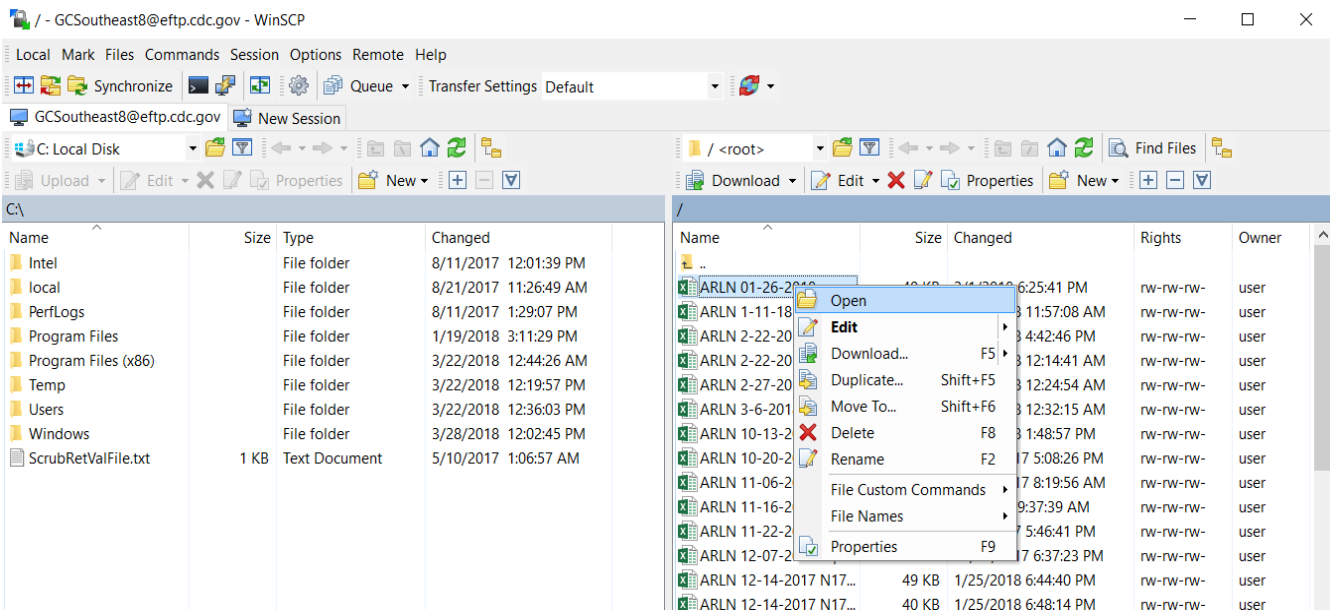 / - GCSoutheast8@eftp.cdc.gov - WinSCP
Local Mark Files Commands Session Options Remote Help
Synchronize Queue Transfer Settings Default
GCSoutheast8@eftp.cdc.gov New Session
C: Local Disk
Upload Edit Properties New
C:\
Name Size Type Changed
Intel File folder 8/11/2017 12:01:39 PM
local File folder 8/21/2017 11:26:49 AM
PerfLogs File folder 8/11/2017 1:29:07 PM
Program Files File folder 1/19/2018 3:11:29 PM
Program Files (x86) File folder 3/22/2018 12:44:26 AM
Temp File folder 3/22/2018 12:19:57 PM
Users File folder 3/22/2018 12:36:03 PM
Windows File folder 3/28/2018 12:02:45 PM
ScrubRetValFile.txt 1 KB Text Document 5/10/2017 1:06:57 AM
/ <root> Find Files
Download Edit Properties New
/
Name Size Changed Rights Owner
..
ARLN 6:25:41 PM rw-rw-rw- user
ARLN 1-11-18 11:57:08 AM rw-rw-rw- user
ARLN 2-22-20 4:42:46 PM rw-rw-rw- user
ARLN 2-22-20 12:14:41 AM rw-rw-rw- user
ARLN 2-27-20 12:24:54 AM rw-rw-rw- user
ARLN 3-6-201 12:32:15 AM rw-rw-rw- user
ARLN 10-13-2 1:48:57 PM rw-rw-rw- user
ARLN 10-20-2 17 5:08:26 PM rw-rw-rw- user
ARLN 11-06-2 17 8:19:56 AM rw-rw-rw- user
ARLN 11-16-2 9:37:39 AM rw-rw-rw- user
ARLN 11-22-2 5:46:41 PM rw-rw-rw- user
ARLN 12-07-2 17 6:37:23 PM rw-rw-rw- user
ARLN 12-14-2017 N17... 49 KB 1/25/2018 6:44:40 PM rw-rw-rw- user
ARLN 12-14-2017 N17... 40 KB 1/25/2018 6:48:14 PM rw-rw-rw- user
Open
Edit
Download... F5
Duplicate... Shift+F5
Move To... Shift+F6
Delete F8
Rename F2
File Custom Commands
File Names
Properties F9